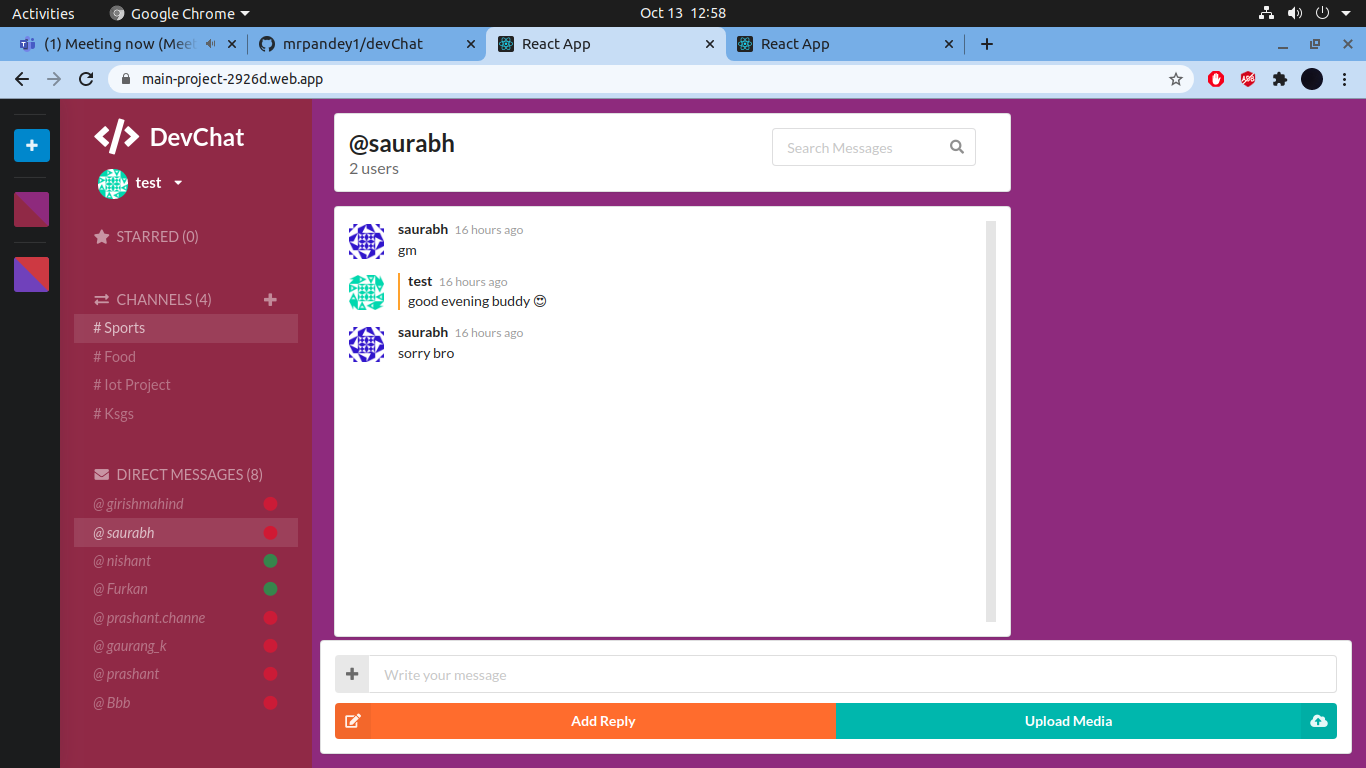 Activities
Google Chrome
Oct 13 12:58
(1) Meeting now (Mee
mrpandey1/devChat
React App
React App
main-project-2926d.web.app
DevChat
test
STARRED (0)
CHANNELS (4)
# Sports
# Food
# Iot Project
# Ksgs
DIRECT MESSAGES (8)
@ girishmahind
@ saurabh
@ nishant
@ Furkan
@ prashant.channe
@ gaurang_k
@ prashant
@ Bbb
@saurabh
2 users
Search Messages
saurabh 16 hours ago
gm
test 16 hours ago
good evening buddy 😍
saurabh 16 hours ago
sorry bro
Write your message
Add Reply
Upload Media